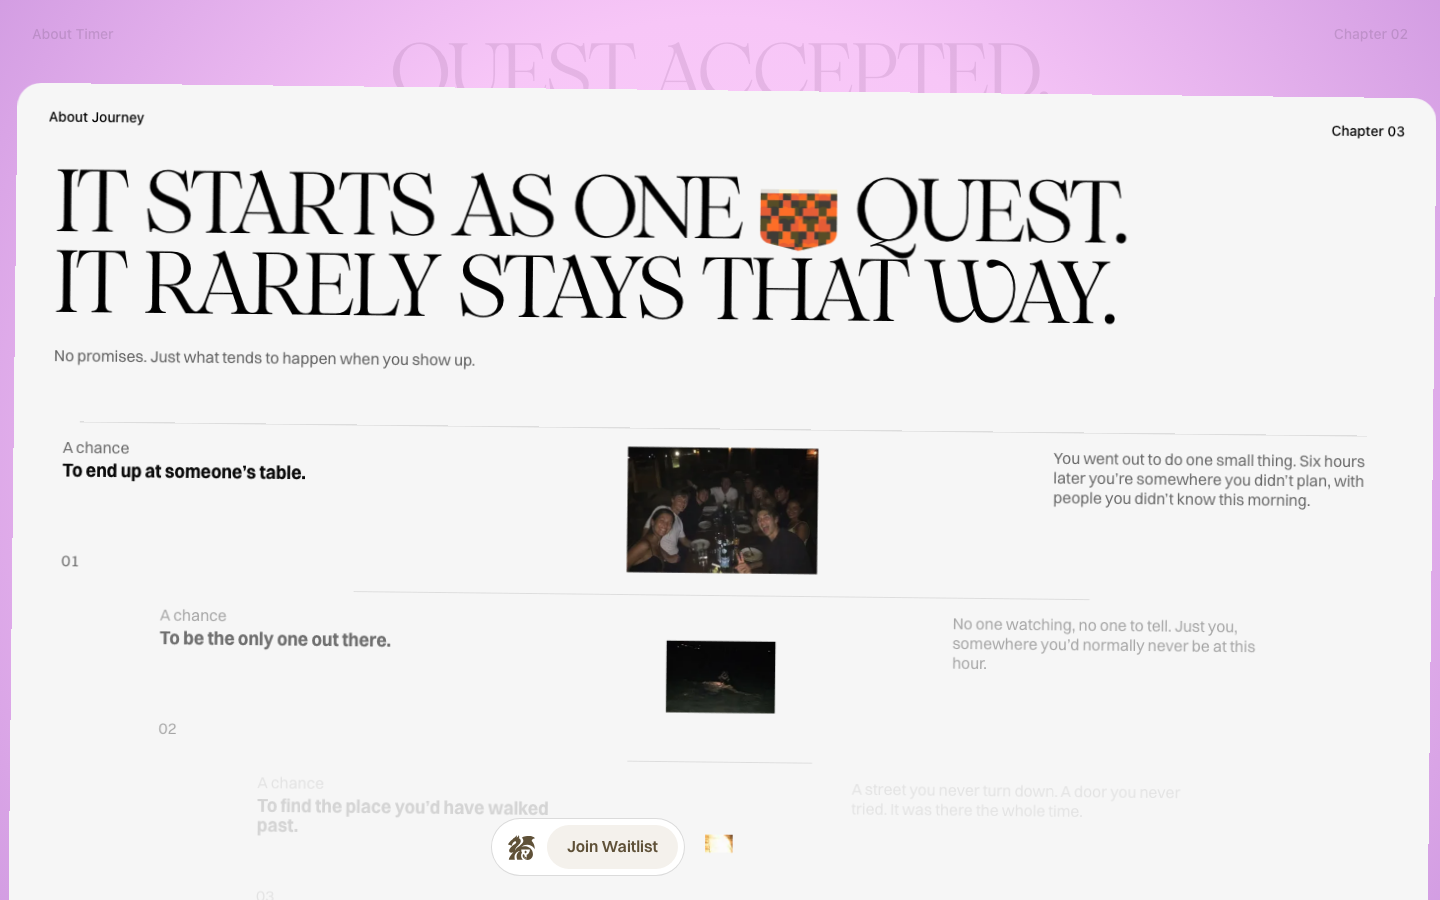 About Timer
Chapter 02
QUEST ACCEPTED.
About Journey
Chapter 03
IT STARTS AS ONE QUEST.
IT RARELY STAYS THAT WAY.
No promises. Just what tends to happen when you show up.
A chance
To end up at someone’s table.
01
You went out to do one small thing. Six hours
later you’re somewhere you didn’t plan, with
people you didn’t know this morning.
A chance
To be the only one out there.
02
No one watching, no one to tell. Just you,
somewhere you’d normally never be at this
hour.
A chance
To find the place you’d have walked
past.
03
A street you never turn down. A door you never
tried. It was there the whole time.
Join Waitlist